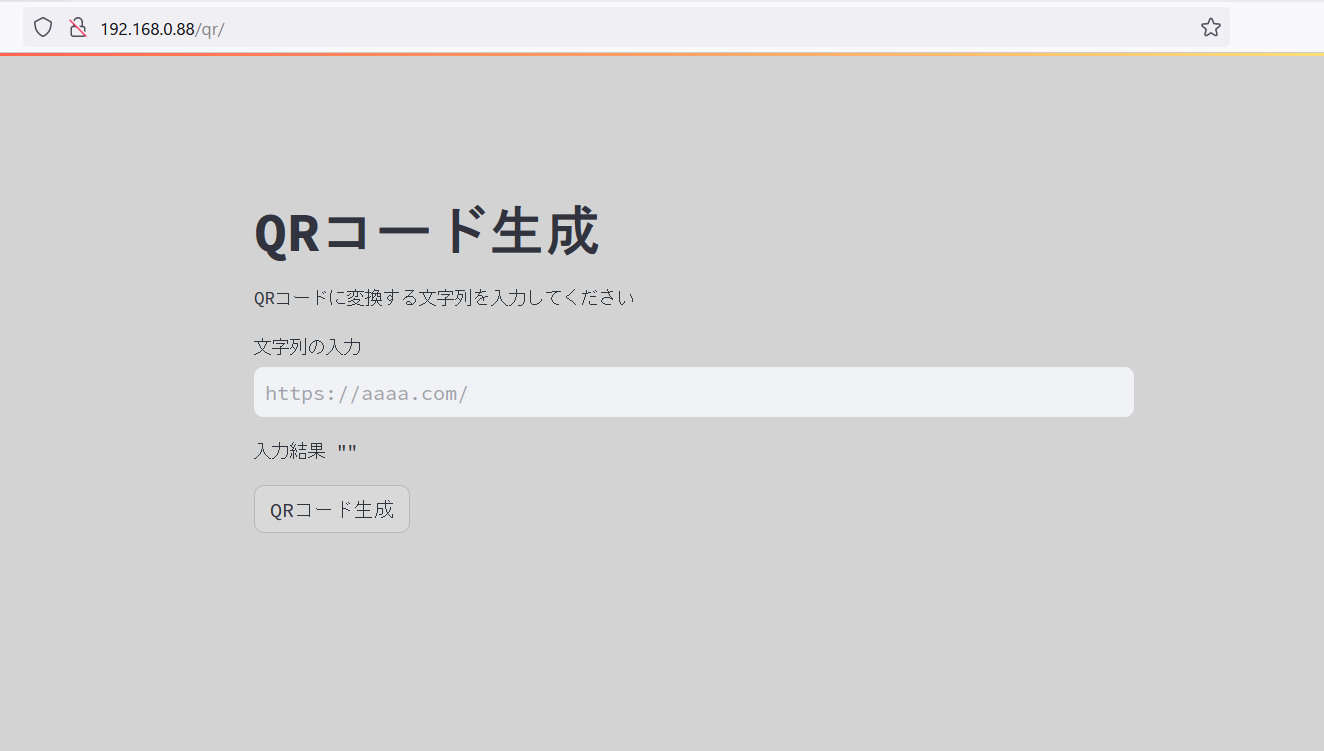 192.168.0.88/qr/
QRコード生成
QRコードに変換する文字列を入力してください
文字列の入力
https://aaaa.com/
入力結果 ""
QRコード生成